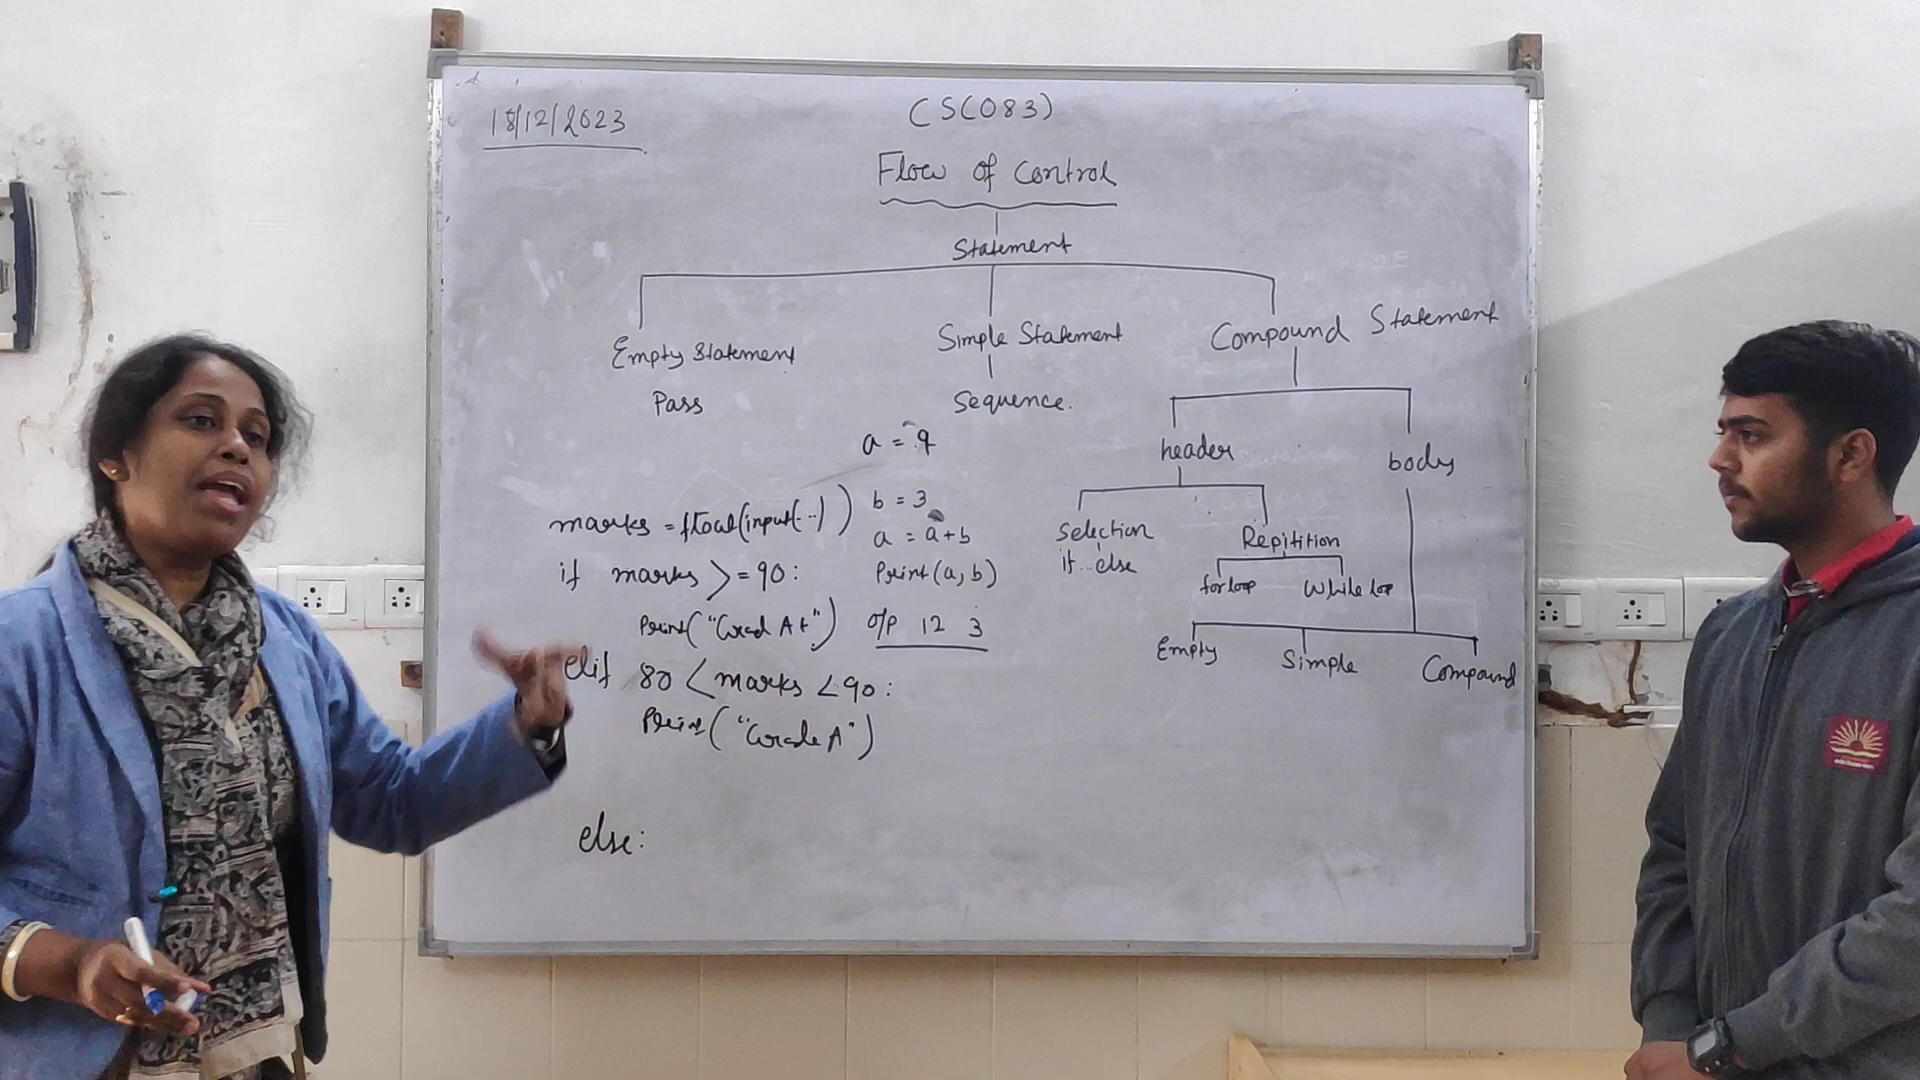 18/12/2023
CS(083)
Flow of Control
Statement
Empty Statement
Pass
Simple Statement
Sequence.
Compound Statement
header
body
Selection
if..else
Repitition
for loop
While loop
Empty
Simple
Compound
a = 9
b = 3
a = a+b
Print(a,b)
O/P 12 3
marks = float(input(...))
if marks >= 90:
Print("Grad A+")
elif 80 < marks < 90:
Print("Grade A")
else: